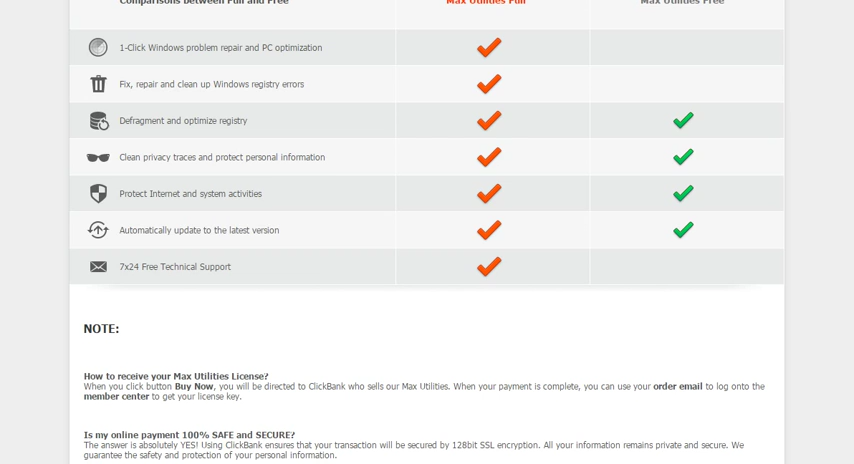 Comparisons between Full and Free Max Utilities Full Max Utilities Free
1-Click Windows problem repair and PC optimization
Fix, repair and clean up Windows registry errors
Defragment and optimize registry
Clean privacy traces and protect personal information
Protect Internet and system activities
Automatically update to the latest version
7x24 Free Technical Support
NOTE:
How to receive your Max Utilities License?
When you click button Buy Now, you will be directed to ClickBank who sells our Max Utilities. When your payment is complete, you can use your order email to log onto the
member center to get your license key.
Is my online payment 100% SAFE and SECURE?
The answer is absolutely YES! Using ClickBank ensures that your transaction will be secured by 128bit SSL encryption. All your information remains private and secure. We
guarantee the safety and protection of your personal information.